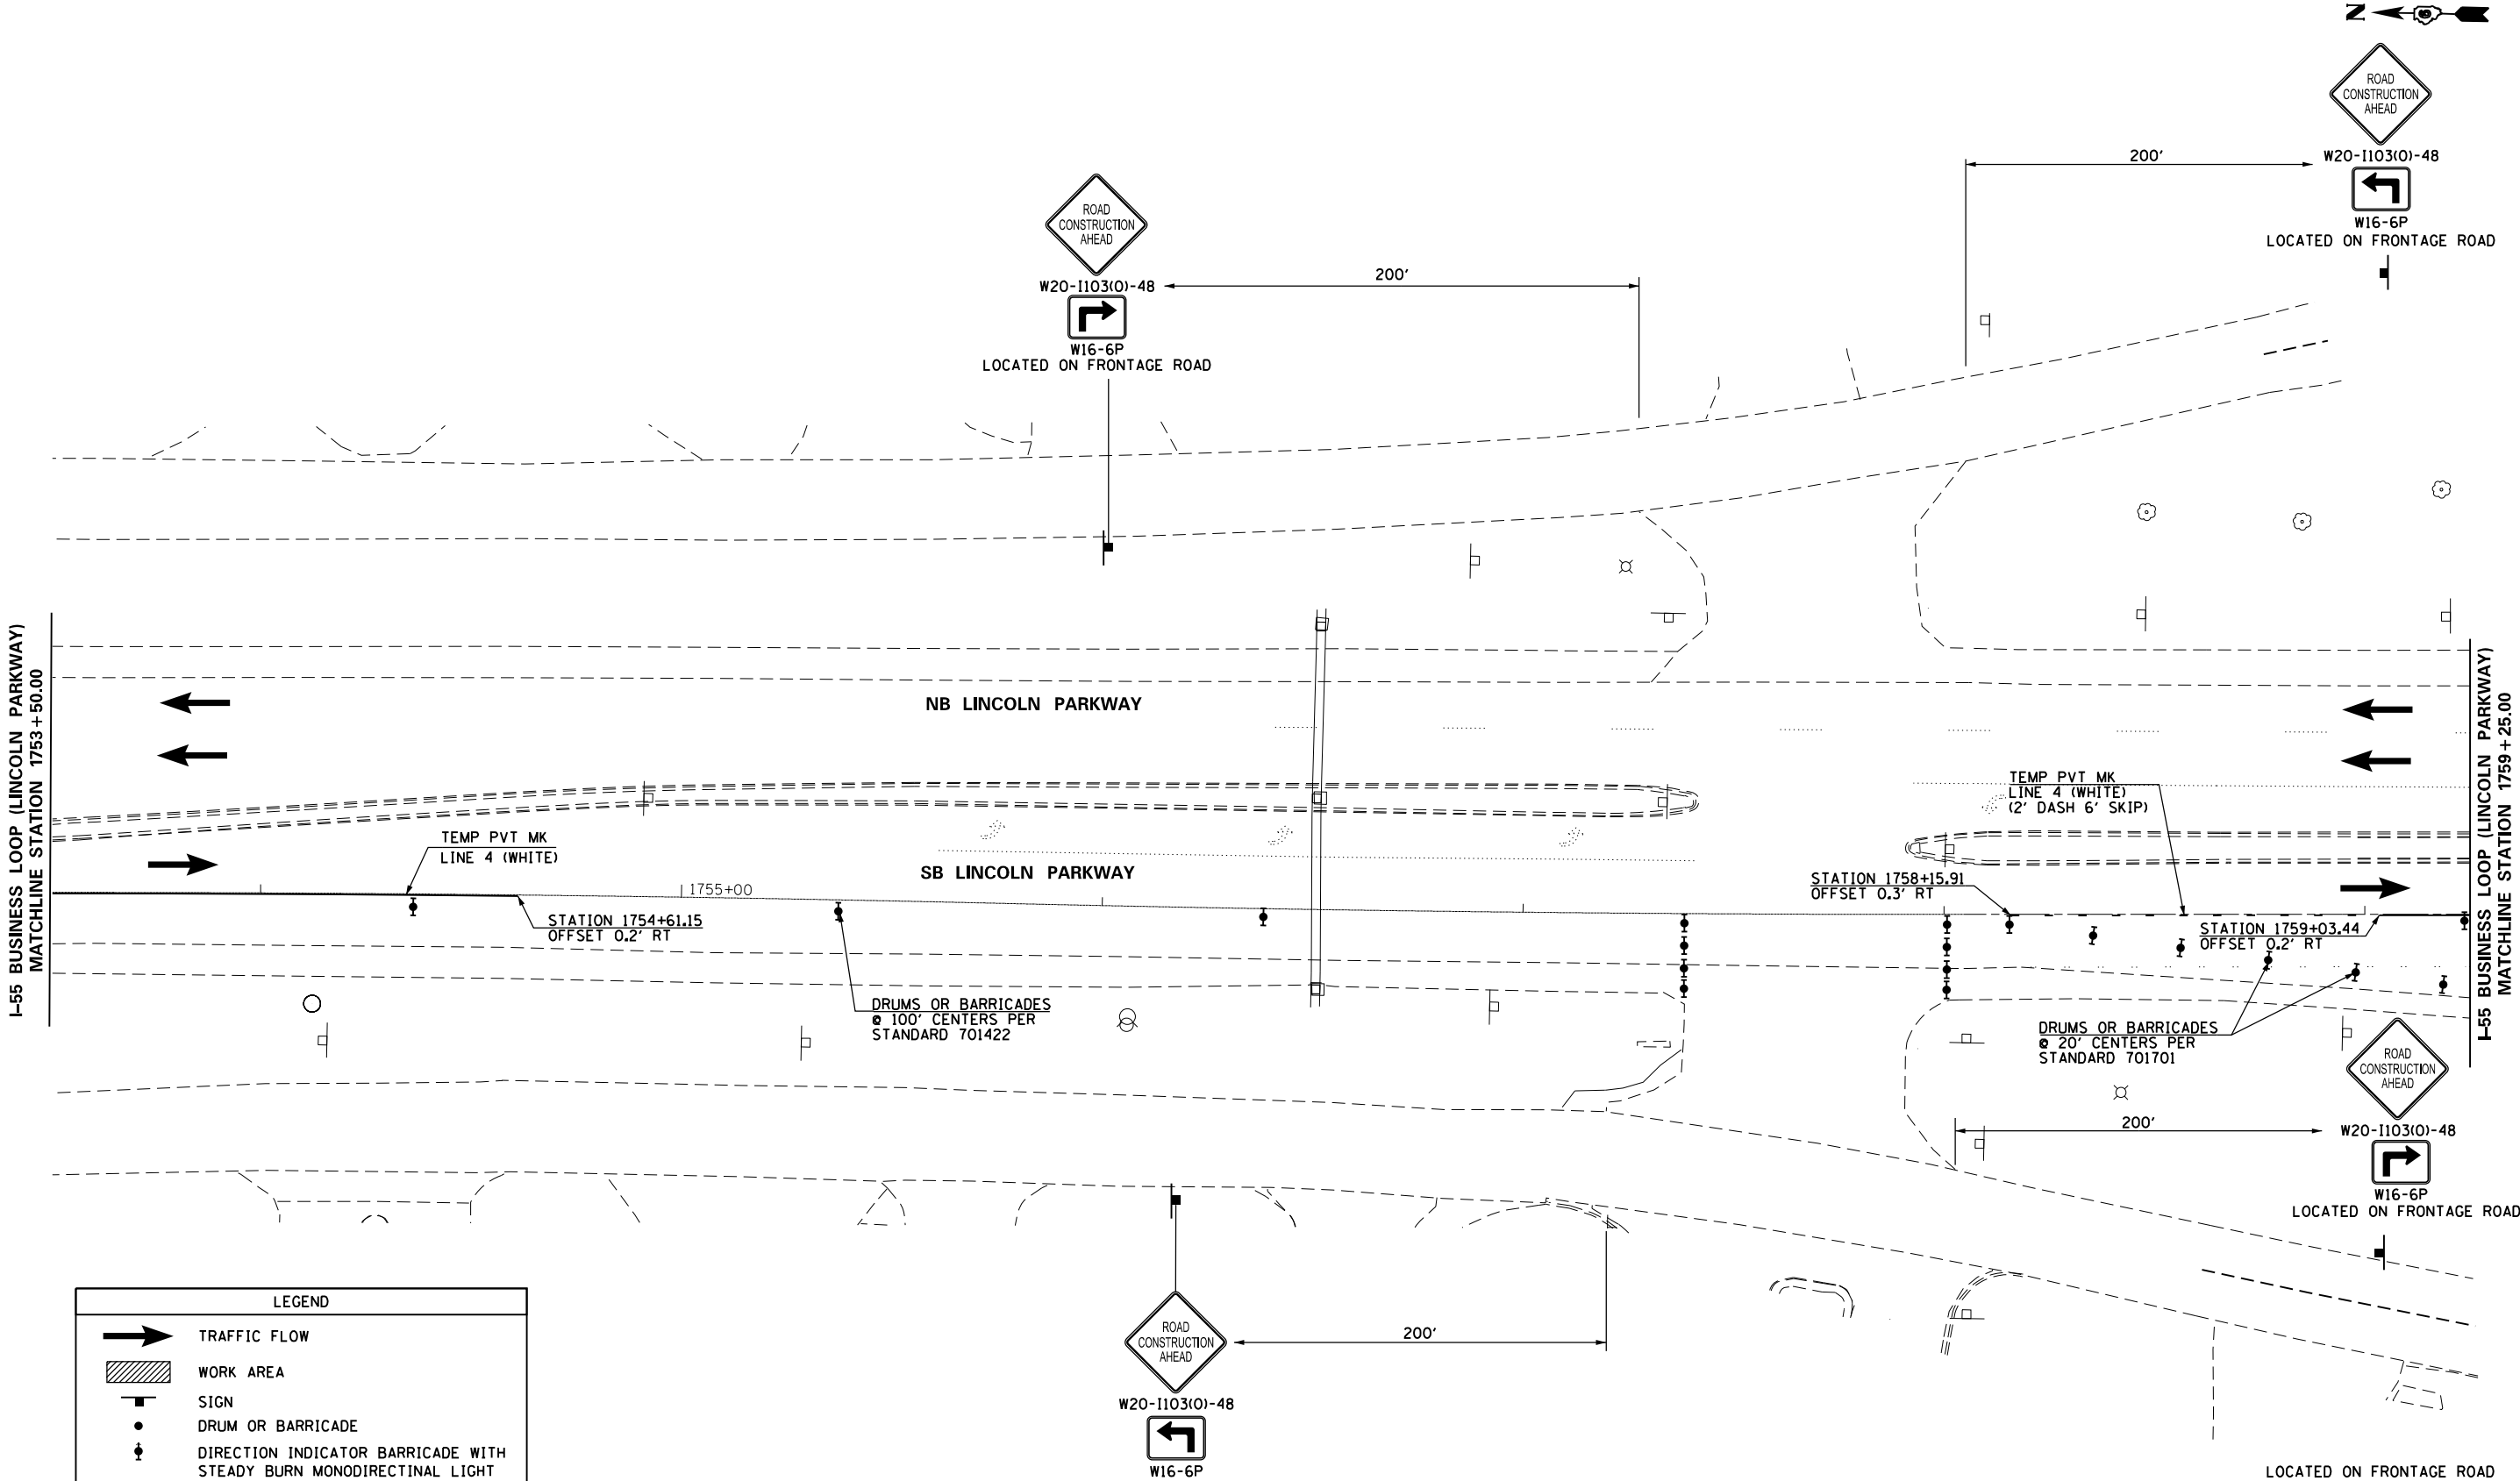 N
ROAD
CONSTRUCTION
AHEAD
W20-I103(O)-48
W16-6P
LOCATED ON FRONTAGE ROAD
200'
ROAD
CONSTRUCTION
AHEAD
W20-I103(O)-48
W16-6P
LOCATED ON FRONTAGE ROAD
200'
I-55 BUSINESS LOOP (LINCOLN PARKWAY)
MATCHLINE STATION 1753+50.00
NB LINCOLN PARKWAY
TEMP PVT MK
LINE 4 (WHITE)
(2' DASH 6' SKIP)
TEMP PVT MK
LINE 4 (WHITE)
SB LINCOLN PARKWAY
1755+00
STATION 1754+61.15
OFFSET 0.2' RT
STATION 1758+15.91
OFFSET 0.3' RT
STATION 1759+03.44
OFFSET 0.2' RT
I-55 BUSINESS LOOP (LINCOLN PARKWAY)
MATCHLINE STATION 1759+25.00
DRUMS OR BARRICADES
@ 100' CENTERS PER
STANDARD 701422
DRUMS OR BARRICADES
@ 20' CENTERS PER
STANDARD 701701
ROAD
CONSTRUCTION
AHEAD
200'
W20-I103(O)-48
W16-6P
LOCATED ON FRONTAGE ROAD
LEGEND
TRAFFIC FLOW
WORK AREA
SIGN
DRUM OR BARRICADE
DIRECTION INDICATOR BARRICADE WITH
STEADY BURN MONODIRECTINAL LIGHT
ROAD
CONSTRUCTION
AHEAD
200'
W20-I103(O)-48
W16-6P
LOCATED ON FRONTAGE ROAD